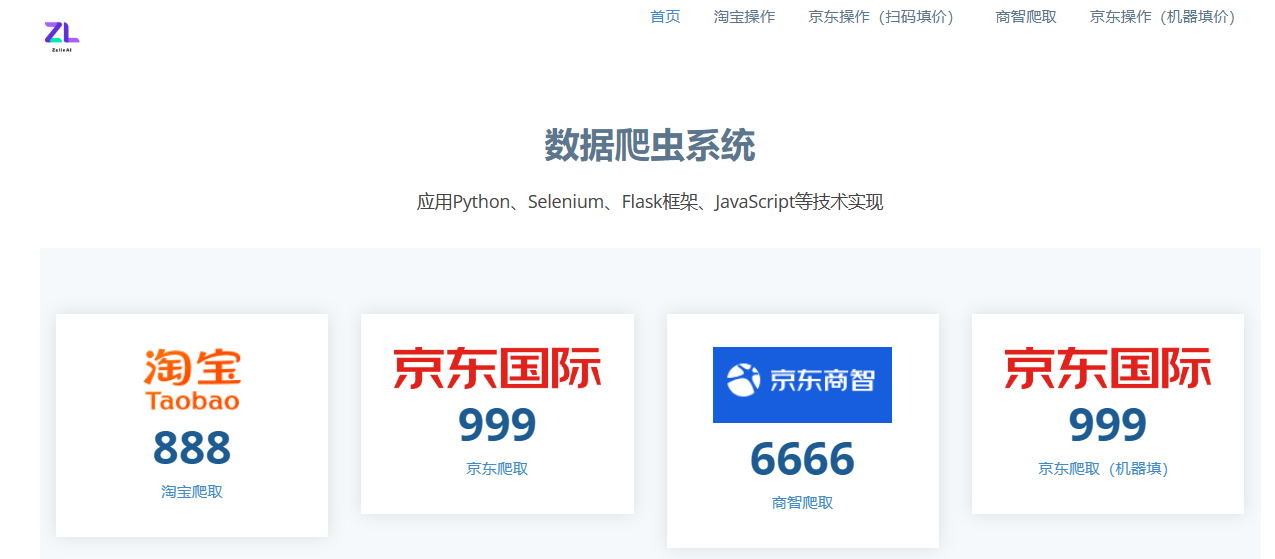 首页 淘宝操作 京东操作（扫码填价） 商智爬取 京东操作（机器填价）
ZL
ZelinAI
数据爬虫系统
应用Python、Selenium、Flask框架、JavaScript等技术实现
淘宝
Taobao
888
淘宝爬取
京东国际
999
京东爬取
京东商智
6666
商智爬取
京东国际
999
京东爬取（机器填）